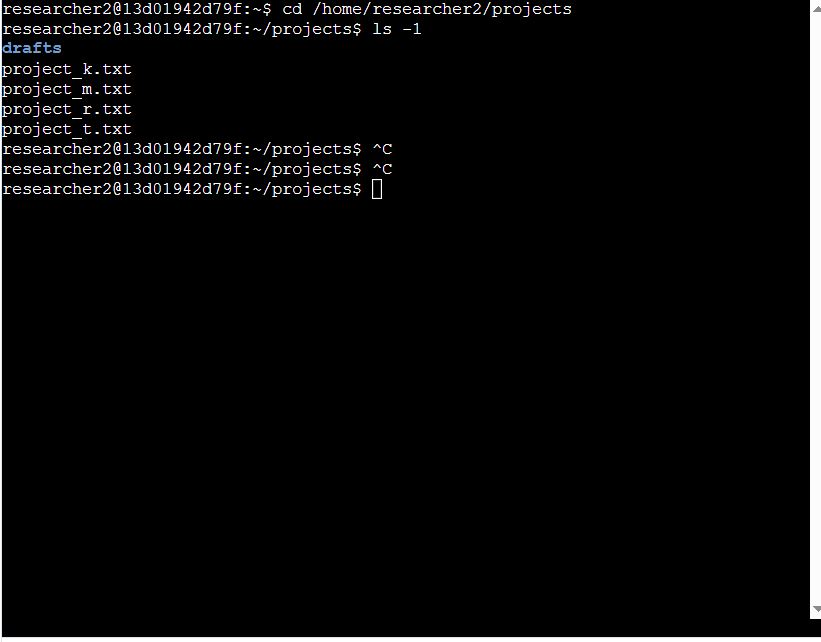 researcher2@13d01942d79f:~$ cd /home/researcher2/projects
researcher2@13d01942d79f:~/projects$ ls -1
drafts
project_k.txt
project_m.txt
project_r.txt
project_t.txt
researcher2@13d01942d79f:~/projects$ ^C
researcher2@13d01942d79f:~/projects$ ^C
researcher2@13d01942d79f:~/projects$